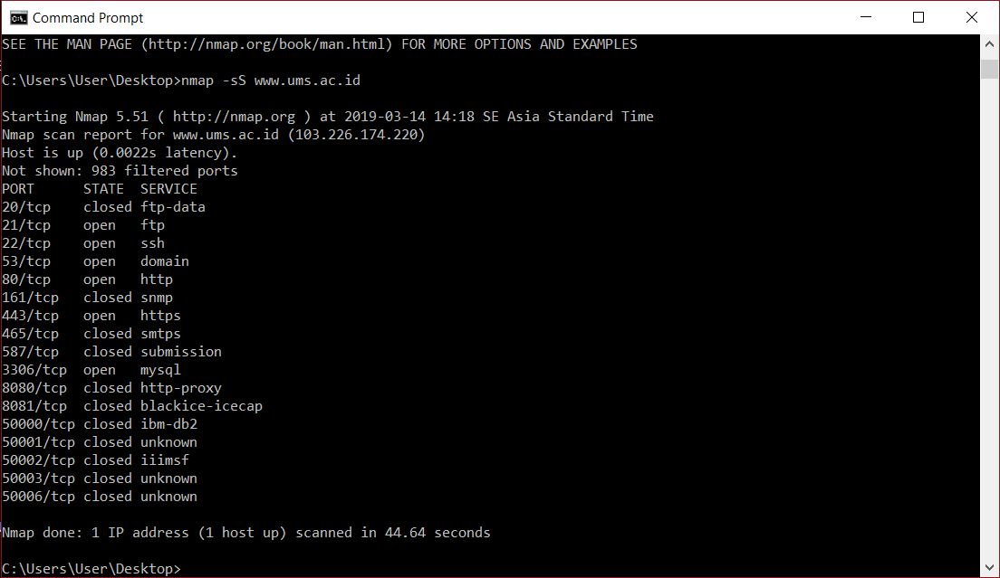 Command Prompt
SEE THE MAN PAGE (http://nmap.org/book/man.html) FOR MORE OPTIONS AND EXAMPLES
C:\Users\User\Desktop>nmap -sS www.ums.ac.id
Starting Nmap 5.51 ( http://nmap.org ) at 2019-03-14 14:18 SE Asia Standard Time
Nmap scan report for www.ums.ac.id (103.226.174.220)
Host is up (0.0022s latency).
Not shown: 983 filtered ports
PORT      STATE  SERVICE
20/tcp    closed ftp-data
21/tcp    open   ftp
22/tcp    open   ssh
53/tcp    open   domain
80/tcp    open   http
161/tcp   closed snmp
443/tcp   open   https
465/tcp   closed smtps
587/tcp   closed submission
3306/tcp  open   mysql
8080/tcp  closed http-proxy
8081/tcp  closed blackice-icecap
50000/tcp closed ibm-db2
50001/tcp closed unknown
50002/tcp closed iiimsf
50003/tcp closed unknown
50006/tcp closed unknown
Nmap done: 1 IP address (1 host up) scanned in 44.64 seconds
C:\Users\User\Desktop>